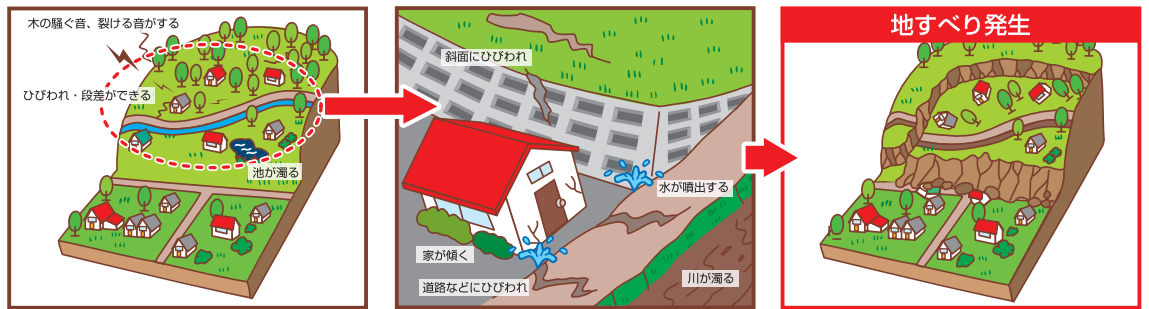 木の騒ぐ音、裂ける音がする
ひびわれ・段差ができる
池が濁る
斜面にひびわれ
水が噴出する
家が傾く
道路などにひびわれ
川が濁る
地すべり発生